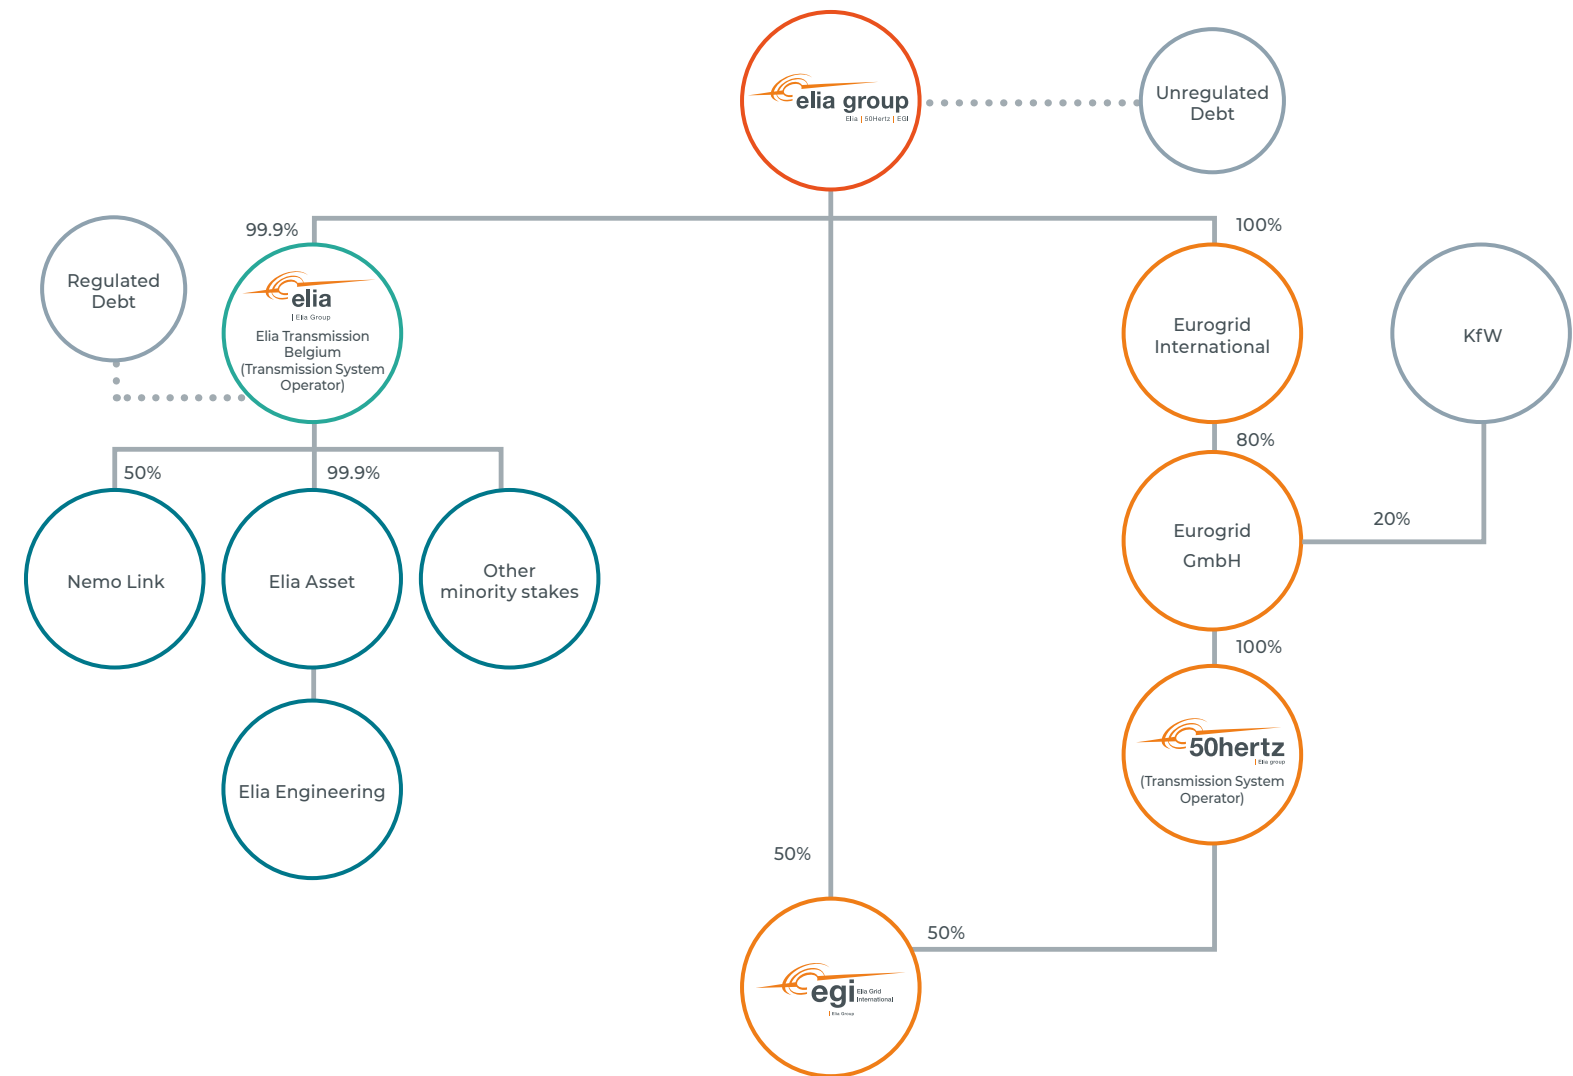 elia group
Elia | 50Hertz | EGI
Unregulated
Debt
99.9%
100%
Regulated
Debt
elia
| Elia Group
Elia Transmission
Belgium
(Transmission System
Operator)
Eurogrid
International
KfW
80%
50%
99.9%
20%
Nemo Link
Elia Asset
Other
minority stakes
Eurogrid
GmbH
100%
50hertz
| Elia group
(Transmission System
Operator)
Elia Engineering
50%
50%
egi
Elia Grid
International
| Elia Group